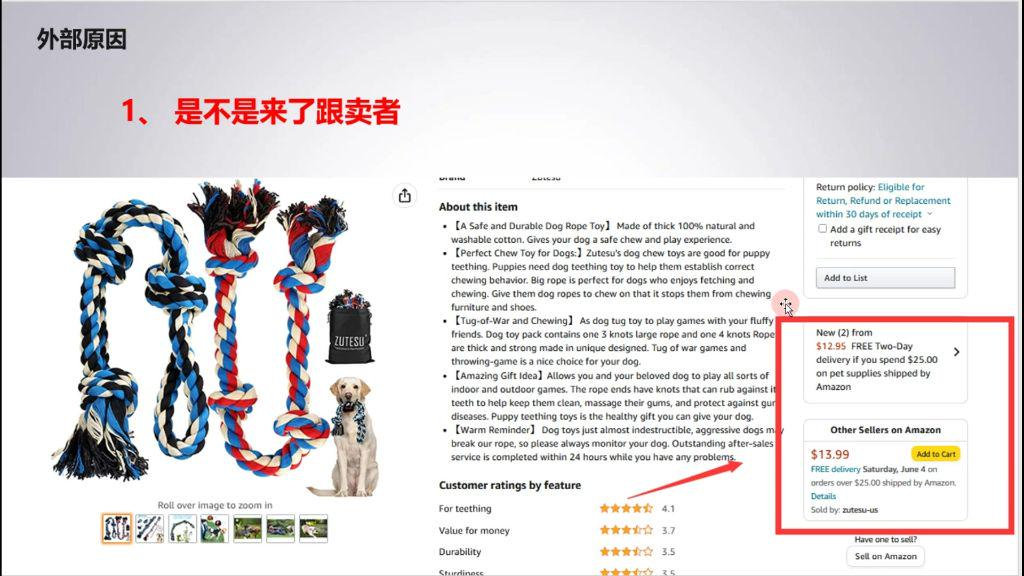 外部原因
1、 是不是来了跟卖者
ZUTESU
Roll over image to zoom in
Brand Zutesu
About this item
【A Safe and Durable Dog Rope Toy】 Made of thick 100% natural and
washable cotton. Gives your dog a safe chew and play experience.
【Perfect Chew Toy for Dogs:】Zutesu's dog chew toys are good for puppy
teething. Puppies need dog teething toy to help them establish correct
chewing behavior. Big rope is perfect for dogs who enjoys fetching and
chewing. Give them dog ropes to chew on that it stops them from chewing
furniture and shoes.
【Tug-of-War and Chewing】 As dog tug toy to play games with your fluffy
friends. Dog toy pack contains one 3 knots large rope and one 4 knots Rope
are thick and strong made in unique designed. Tug of war games and
throwing-game is a nice choice for your dog.
【Amazing Gift Idea】Allows you and your beloved dog to play all sorts of
indoor and outdoor games. The rope ends have knots that can rub against it
teeth to help keep them clean, massage their gums, and protect against gum
diseases. Puppy teething toys is the healthy gift you can give your dog.
【Warm Reminder】 Dog toys just almost indestructible, aggressive dogs may
break our rope, so please always monitor your dog. Outstanding after-sales
service is completed within 24 hours while you have any problems.
Customer ratings by feature
For teething 4.1
Value for money 3.7
Durability 3.5
Sturdiness 3.5
Return policy: Eligible for
Return, Refund or Replacement
within 30 days of receipt
Add a gift receipt for easy
returns
Add to List
New (2) from
$12.95 FREE Two-Day
delivery if you spend $25.00
on pet supplies shipped by
Amazon
Other Sellers on Amazon
$13.99 Add to Cart
FREE delivery Saturday, June 4 on
orders over $25.00 shipped by Amazon.
Details
Sold by: zutesu-us
Have one to sell?
Sell on Amazon